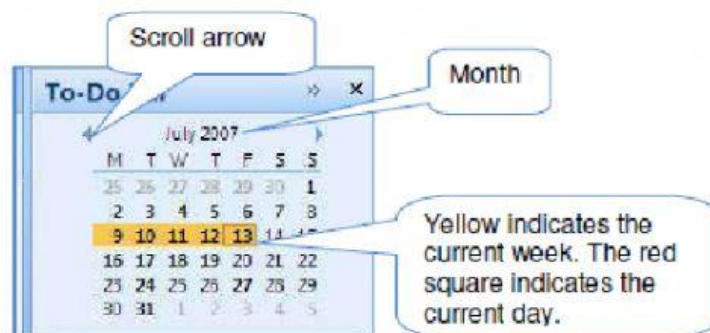 Scroll arrow
Month
To-Do
July 2007
M T W T F S S
25 26 27 28 29 30 1
2 3 4 5 6 7 8
9 10 11 12 13 14
16 17 18 19 20 21 22
23 24 25 26 27 28 29
30 31 1 2 3 4 5
Yellow indicates the
current week. The red
square indicates the
current day.